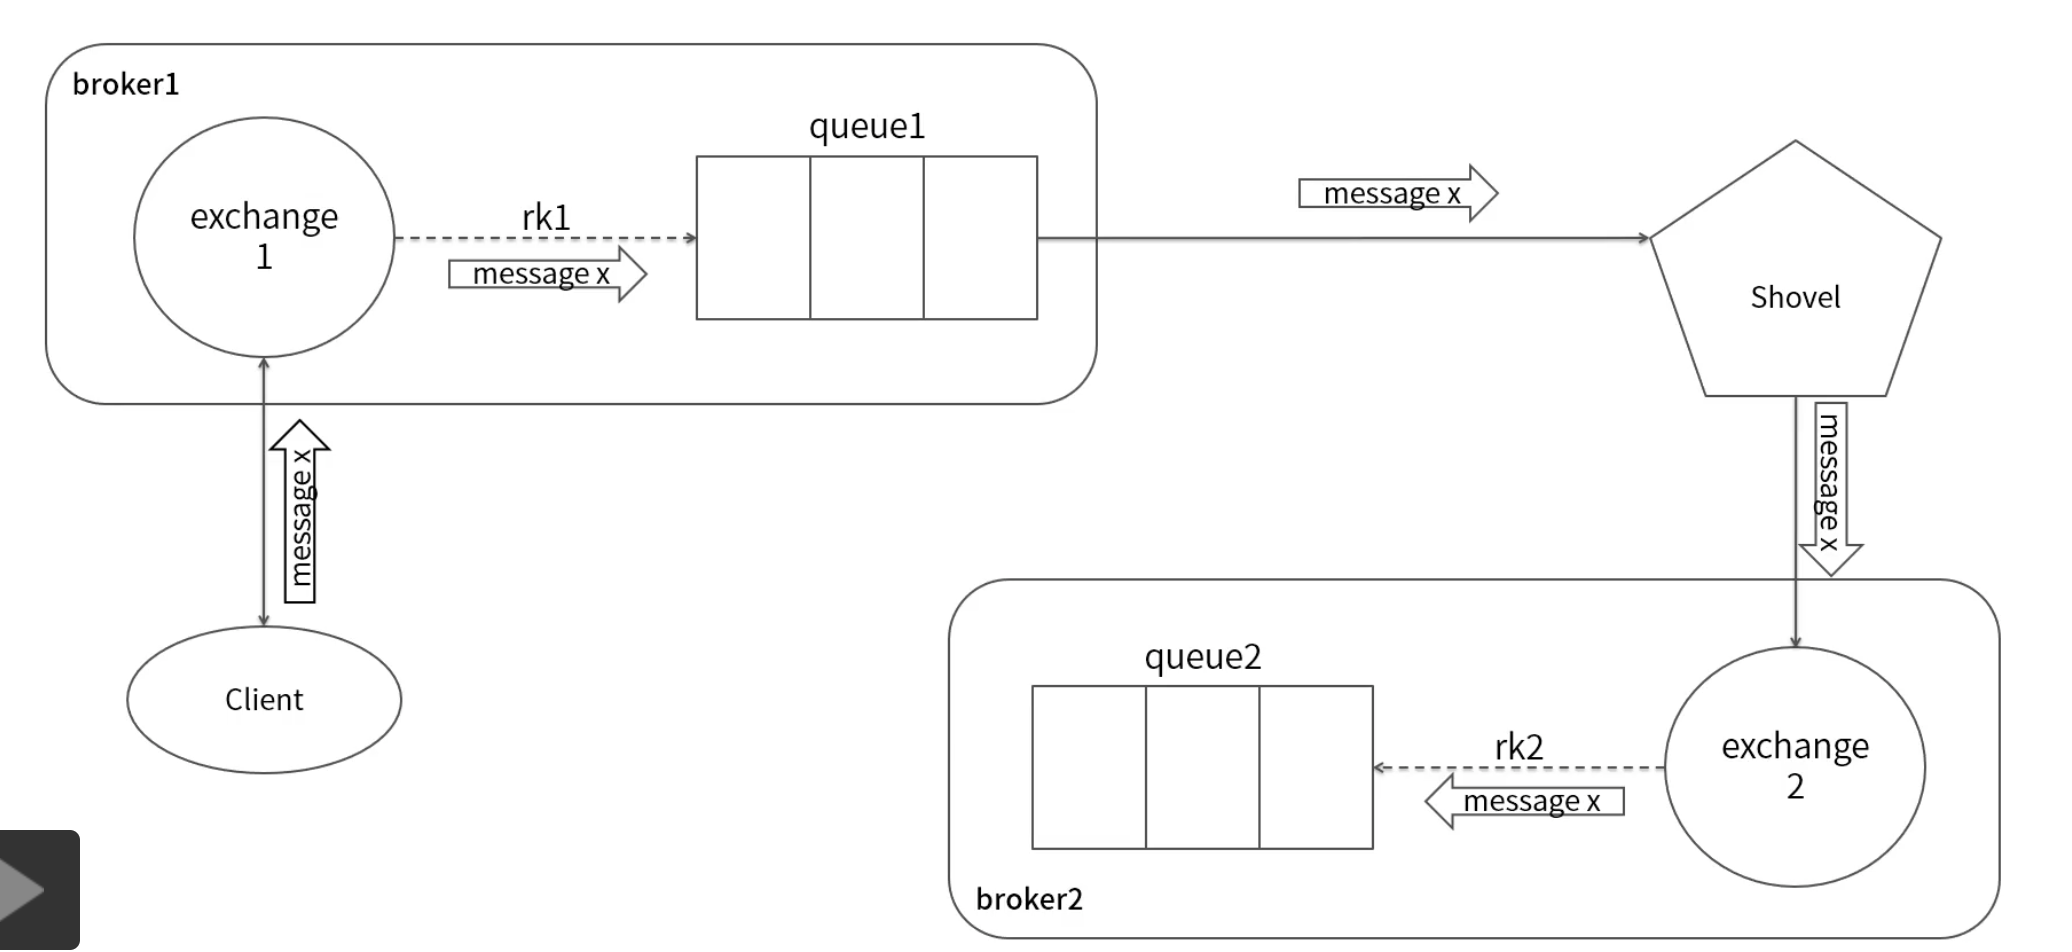 broker1
queue1
exchange
1
rk1
message x
message x
Shovel
message x
message x
Client
queue2
rk2
exchange
2
message x
broker2